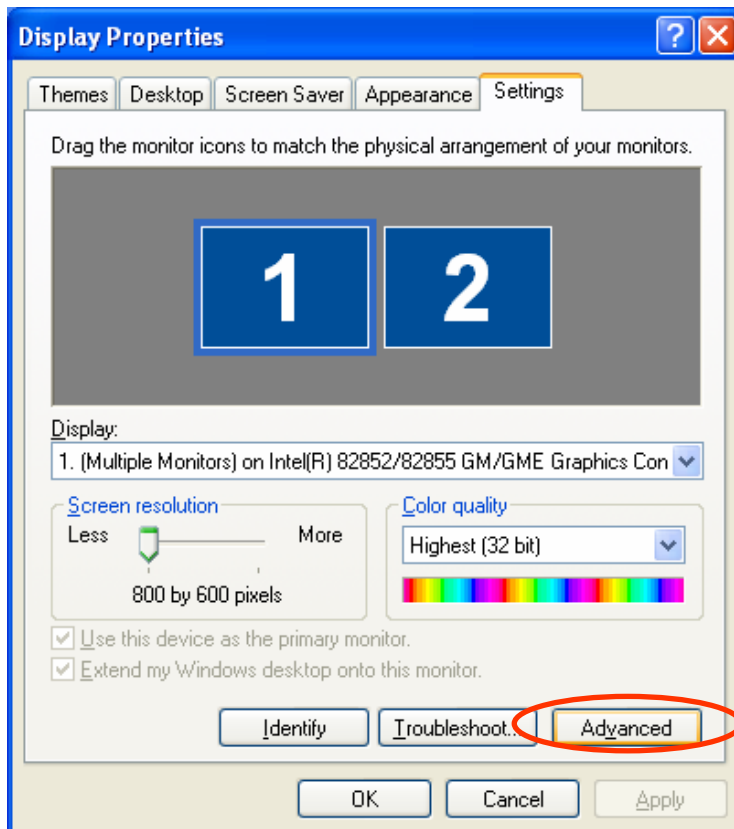 Display Properties
Themes Desktop Screen Saver Appearance Settings
Drag the monitor icons to match the physical arrangement of your monitors.
1 2
Display:
1. (Multiple Monitors) on Intel(R) 82852/82855 GM/GME Graphics Con
Screen resolution
Less More
800 by 600 pixels
Color quality
Highest (32 bit)
Use this device as the primary monitor.
Extend my Windows desktop onto this monitor.
Identify Troubleshoot... Advanced
OK Cancel Apply